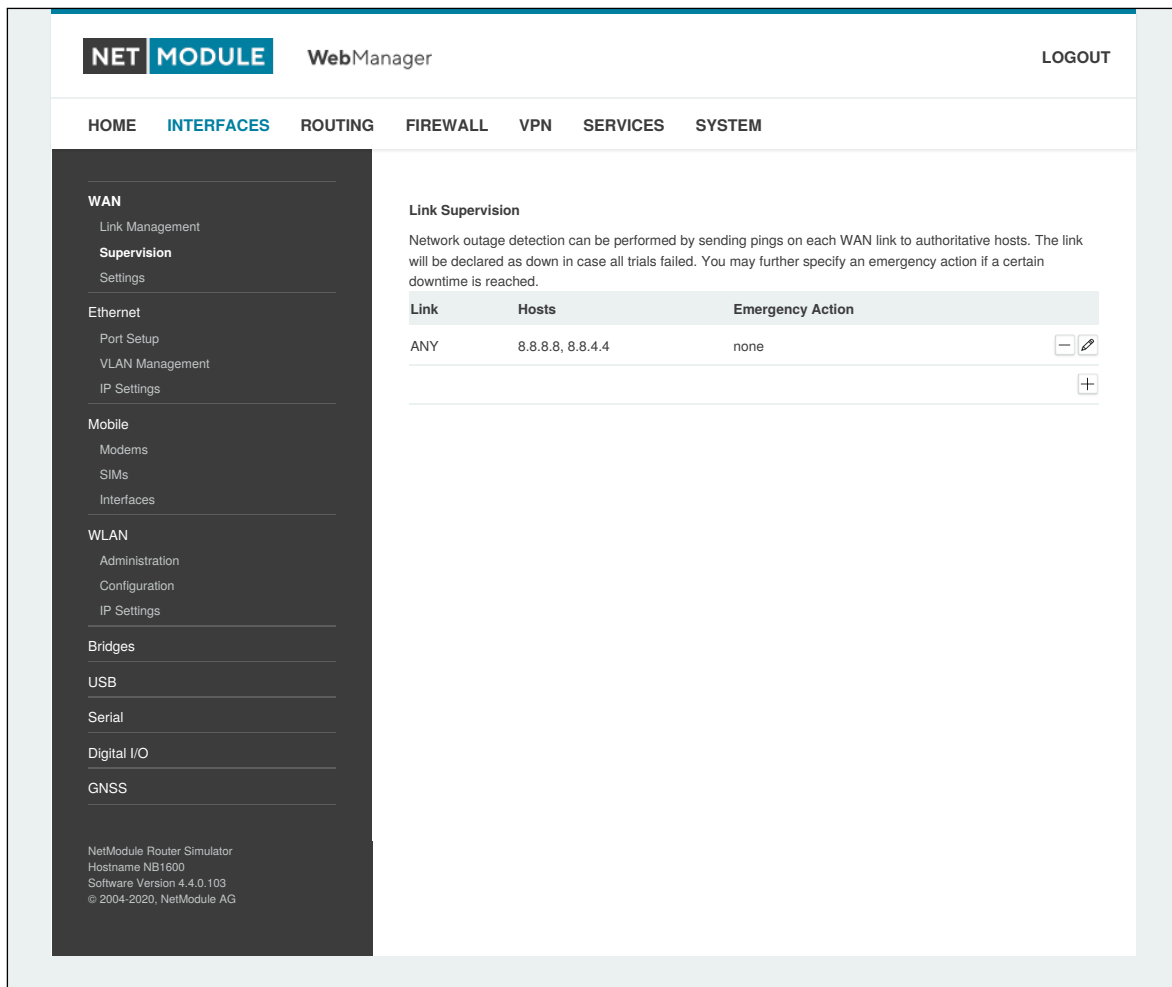 NET MODULE WebManager LOGOUT
HOME INTERFACES ROUTING FIREWALL VPN SERVICES SYSTEM
WAN
Link Management
Supervision
Settings
Ethernet
Port Setup
VLAN Management
IP Settings
Mobile
Modems
SIMs
Interfaces
WLAN
Administration
Configuration
IP Settings
Bridges
USB
Serial
Digital I/O
GNSS
NetModule Router Simulator
Hostname NB1600
Software Version 4.4.0.103
© 2004-2020, NetModule AG
Link Supervision
Network outage detection can be performed by sending pings on each WAN link to authoritative hosts. The link
will be declared as down in case all trials failed. You may further specify an emergency action if a certain
downtime is reached.
Link Hosts Emergency Action
ANY 8.8.8.8, 8.8.4.4 none